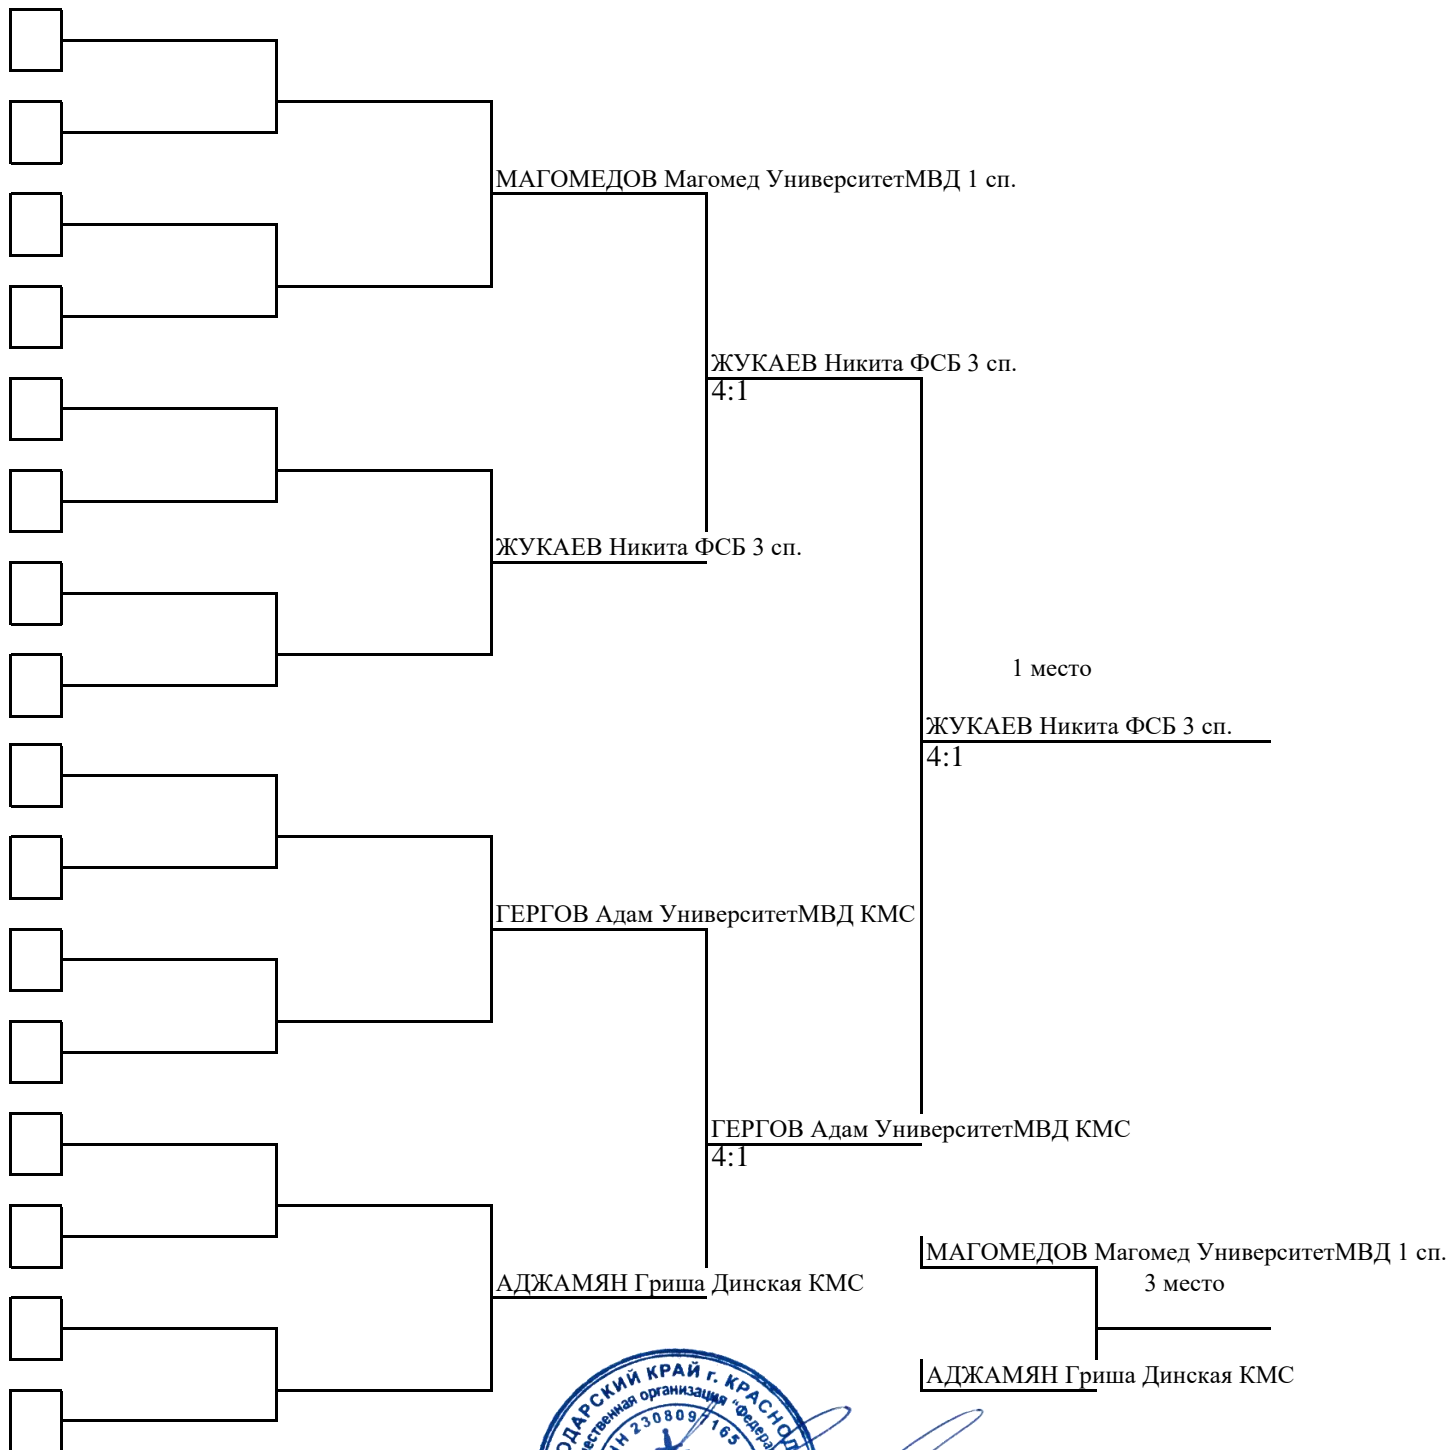 МАГОМЕДОВ Магомед УниверситетМВД 1 сп.
ЖУКАЕВ Никита ФСБ 3 сп.
4:1
ЖУКАЕВ Никита ФСБ 3 сп.
1 место
ЖУКАЕВ Никита ФСБ 3 сп.
4:1
ГЕРГОВ Адам УниверситетМВД КМС
ГЕРГОВ Адам УниверситетМВД КМС
4:1
МАГОМЕДОВ Магомед УниверситетМВД 1 сп.
3 место
АДЖАМЯН Гриша Динская КМС
АДЖАМЯН Гриша Динская КМС
КРАЙ г.
организация